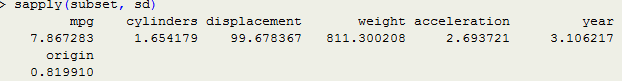 > sapply(subset, sd)
mpg cylinders displacement weight acceleration year
7.867283 1.654179 99.678367 811.300208 2.693721 3.106217
origin
0.819910